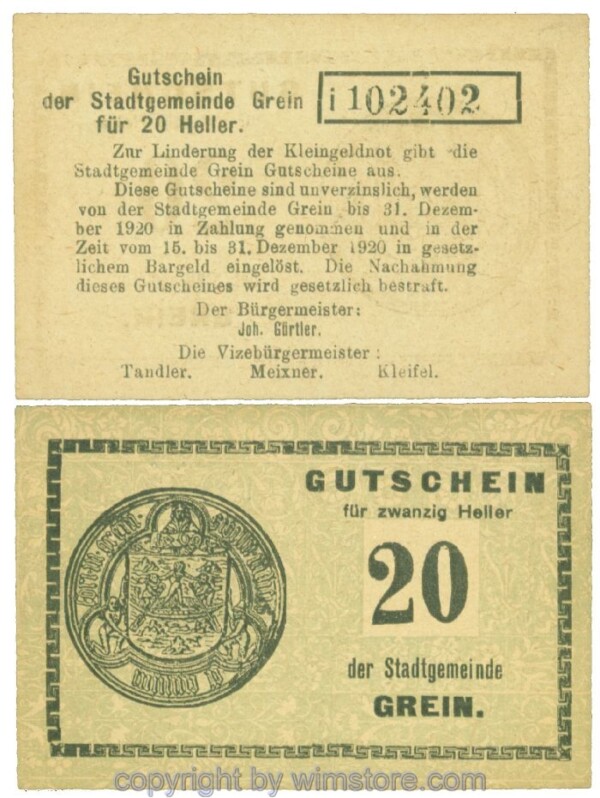 Gutschein
der Stadtgemeinde Grein
für 20 Heller.
i 102402
Zur Linderung der Kleingeldnot gibt die
Stadtgemeinde Grein Gutscheine aus.
Diese Gutscheine sind unverzinslich, werden
von der Stadtgemeinde Grein bis 31. Dezem-
ber 1920 in Zahlung genommen und in der
Zeit vom 15. bis 31. Dezember 1920 in gesetz-
lichem Bargeld eingelöst. Die Nachahmung
dieses Gutscheines wird gesetzlich bestraft.
Der Bürgermeister:
Joh. Gürtler.
Die Vizebürgermeister:
Tandler. Meixner. Kleifel.
GUTSCHEIN
für zwanzig Heller
20
der Stadtgemeinde
GREIN.
copyright by wimstore.com